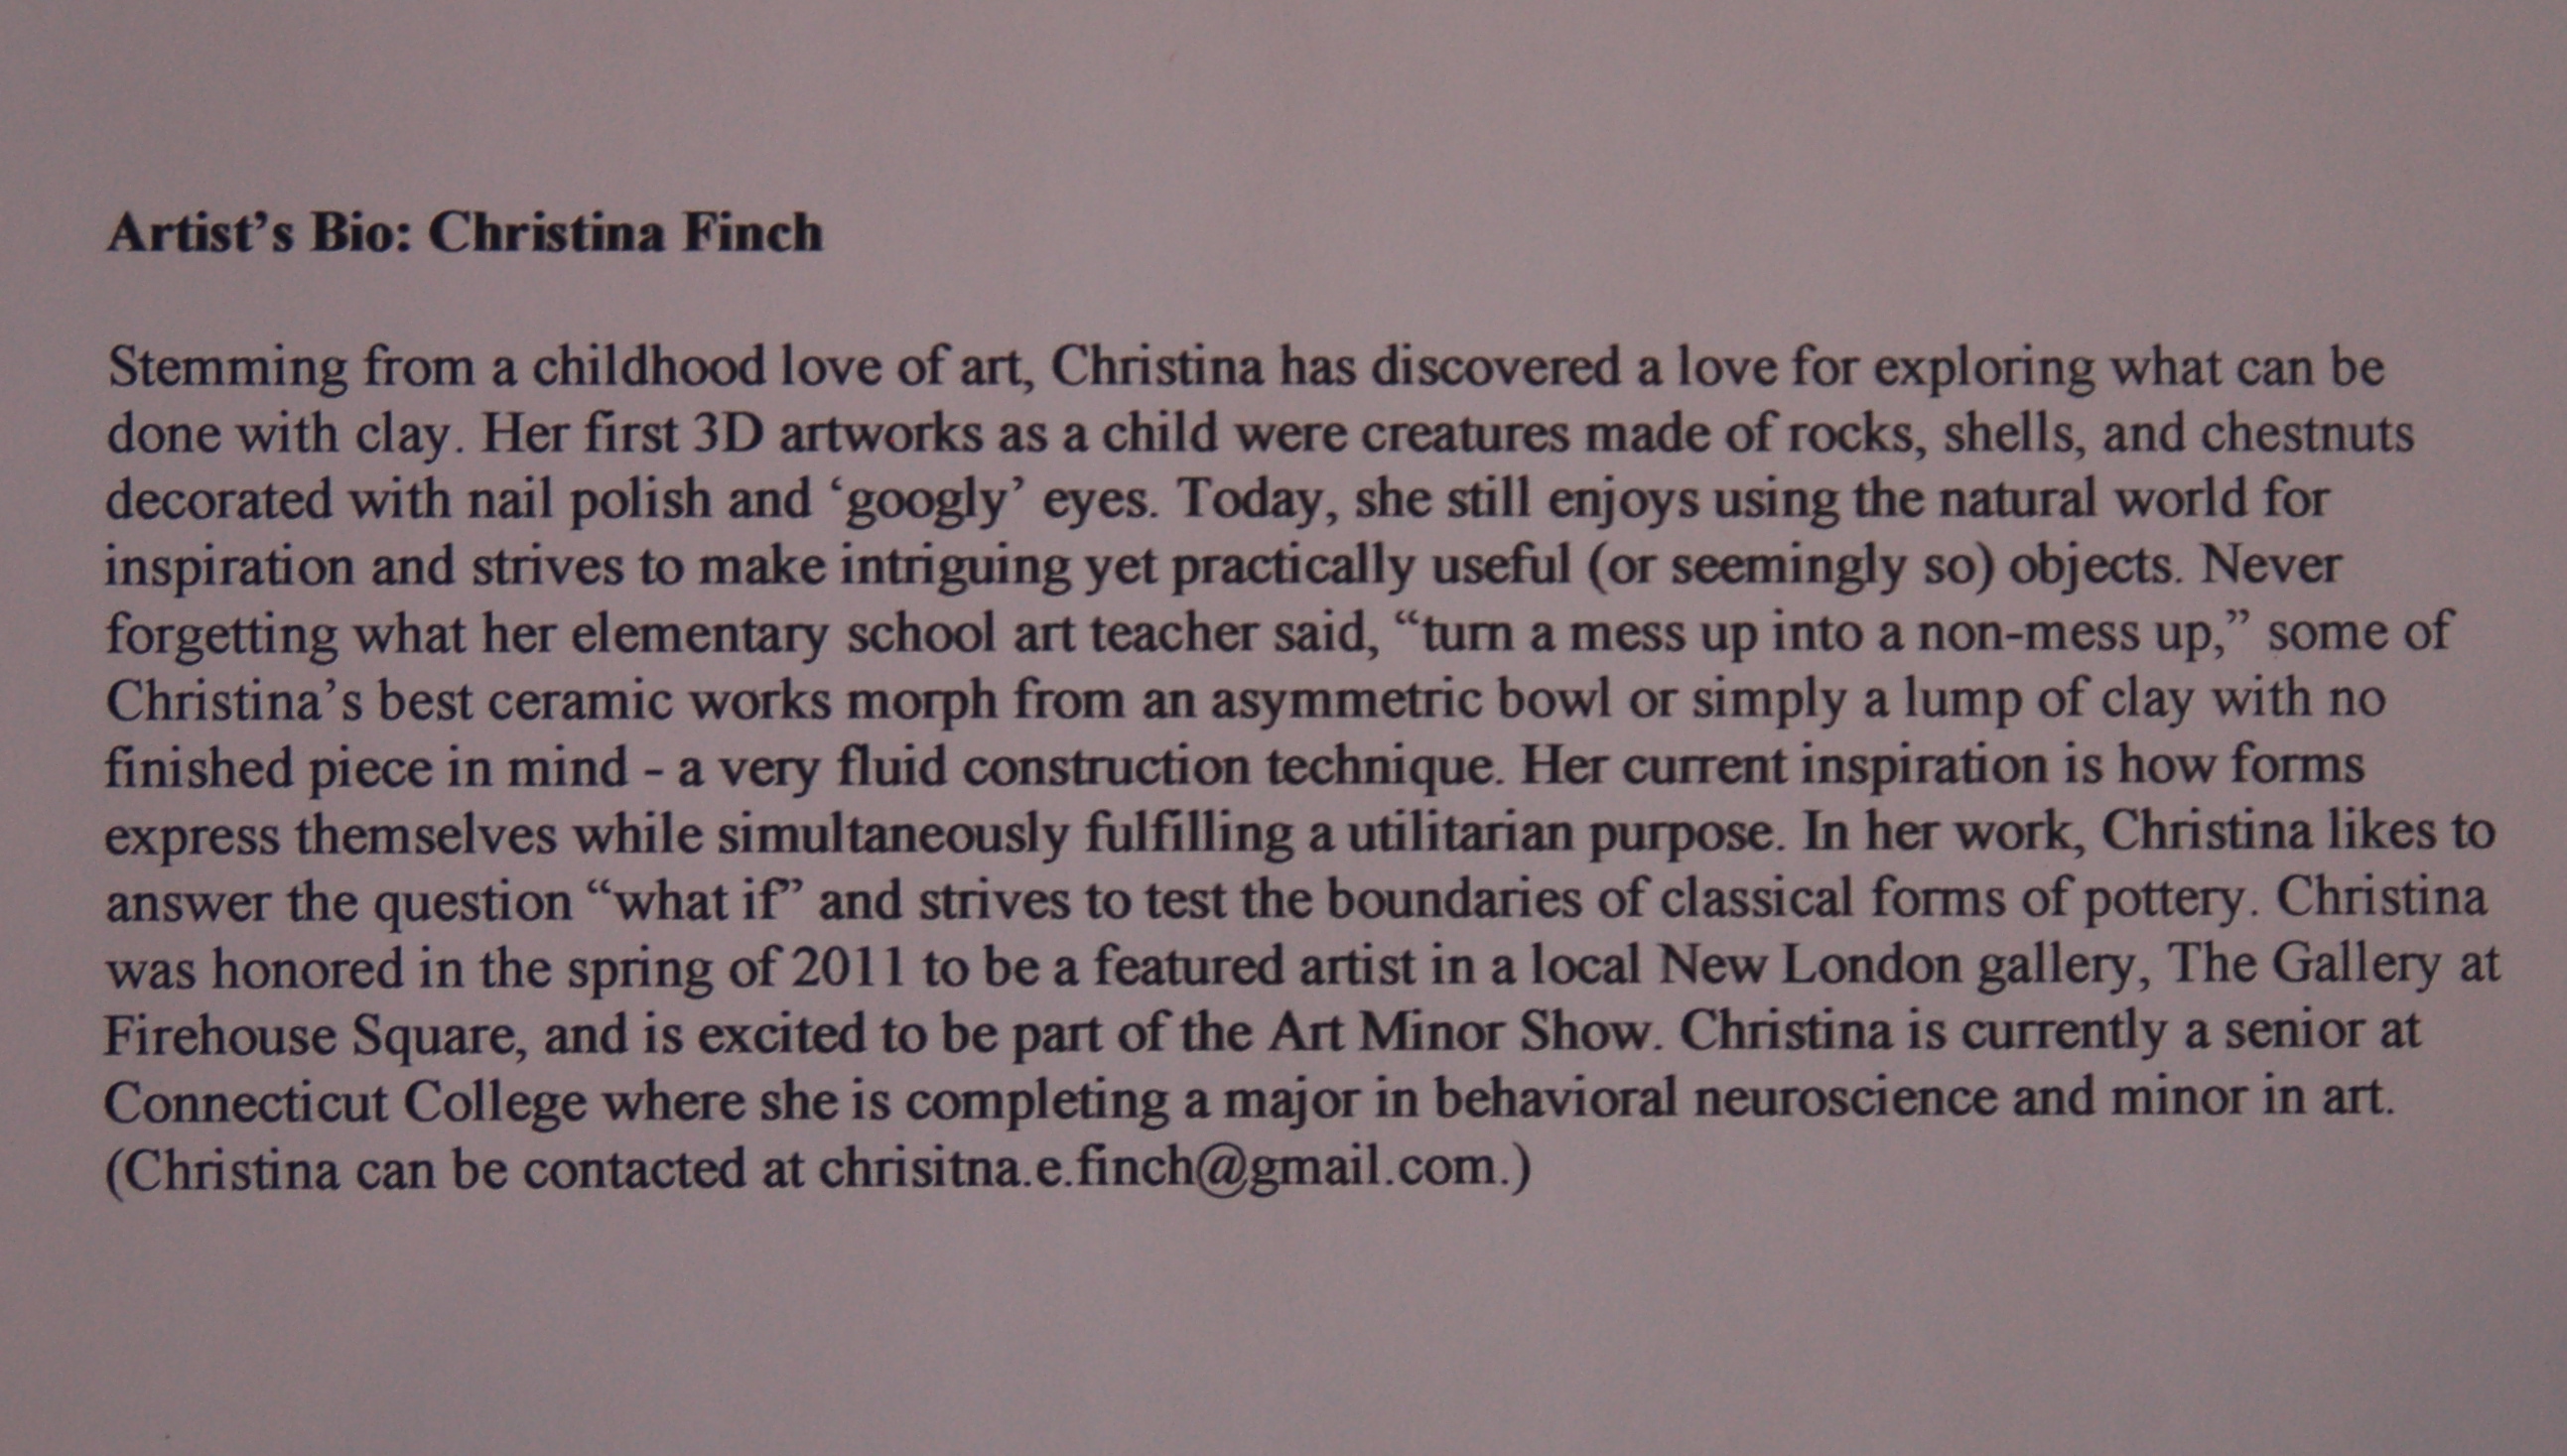 Artist’s Bio: Christina Finch
Stemming from a childhood love of art, Christina has discovered a love for exploring what can be
done with clay. Her first 3D artworks as a child were creatures made of rocks, shells, and chestnuts
decorated with nail polish and ‘googly’ eyes. Today, she still enjoys using the natural world for
inspiration and strives to make intriguing yet practically useful (or seemingly so) objects. Never
forgetting what her elementary school art teacher said, “turn a mess up into a non-mess up,” some of
Christina’s best ceramic works morph from an asymmetric bowl or simply a lump of clay with no
finished piece in mind - a very fluid construction technique. Her current inspiration is how forms
express themselves while simultaneously fulfilling a utilitarian purpose. In her work, Christina likes to
answer the question “what if” and strives to test the boundaries of classical forms of pottery. Christina
was honored in the spring of 2011 to be a featured artist in a local New London gallery, The Gallery at
Firehouse Square, and is excited to be part of the Art Minor Show. Christina is currently a senior at
Connecticut College where she is completing a major in behavioral neuroscience and minor in art.
(Christina can be contacted at chrisitna.e.finch@gmail.com.)